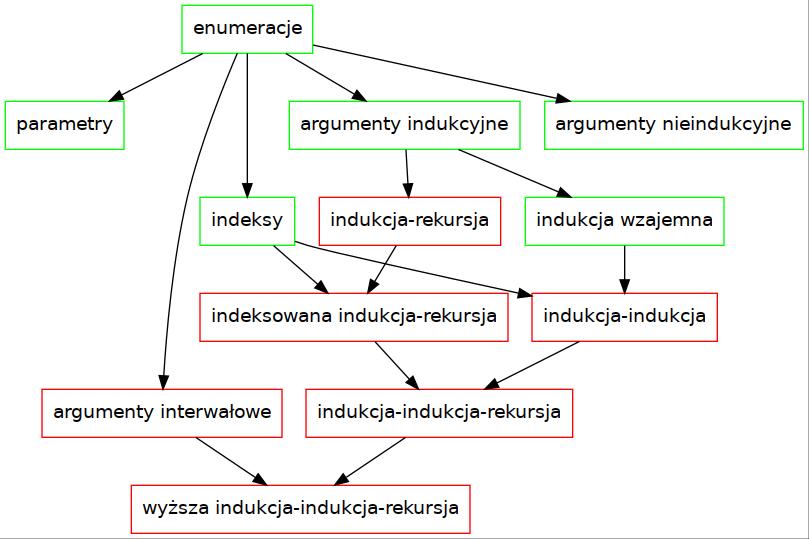 enumeracje
parametry
argumenty indukcyjne
argumenty nieindukcyjne
indeksy
indukcja-rekursja
indukcja wzajemna
indeksowana indukcja-rekursja
indukcja-indukcja
argumenty interwałowe
indukcja-indukcja-rekursja
wyższa indukcja-indukcja-rekursja